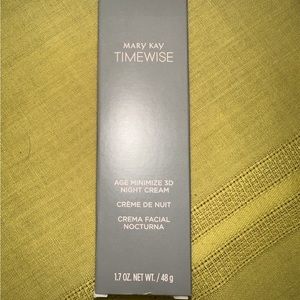 MARY KAY
TIMEWISE
AGE MINIMIZE 3D
NIGHT CREAM
CRÈME DE NUIT
CREMA FACIAL
NOCTURNA
1.7 OZ. NET WT. / 48 g